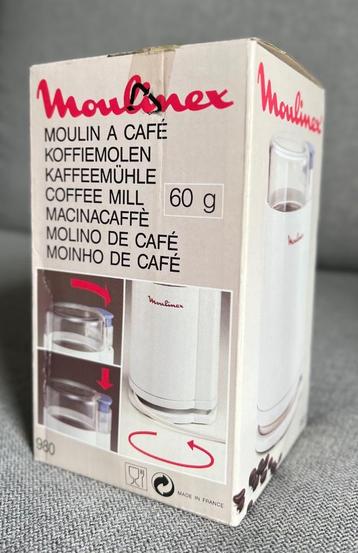 Moulinex
MOULIN A CAFÉ
KOFFIEMOLEN
KAFFEEMÜHLE
COFFEE MILL
MACINACAFFÈ
MOLINO DE CAFÉ
MOINHO DE CAFÉ
60 g
Moulinex
980
MADE IN FRANCE
Moulinex
Moulinex